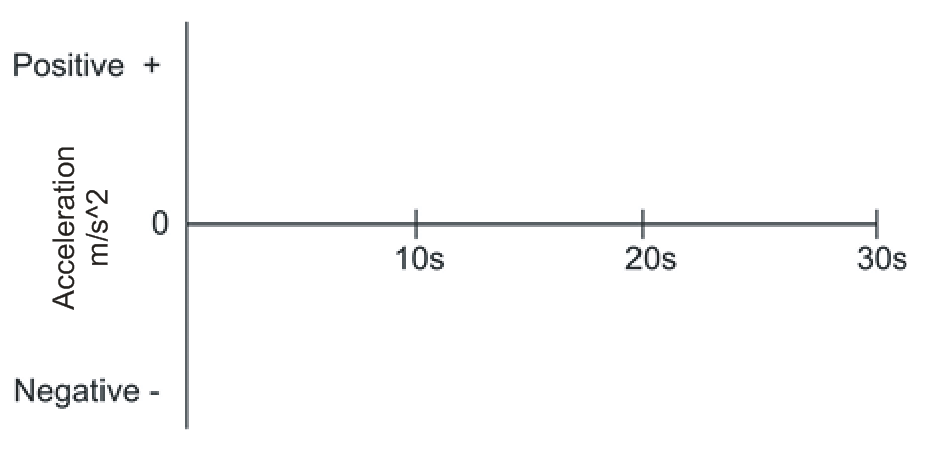 Positive +
Acceleration
m/s^2
0
10s 20s 30s
Negative -